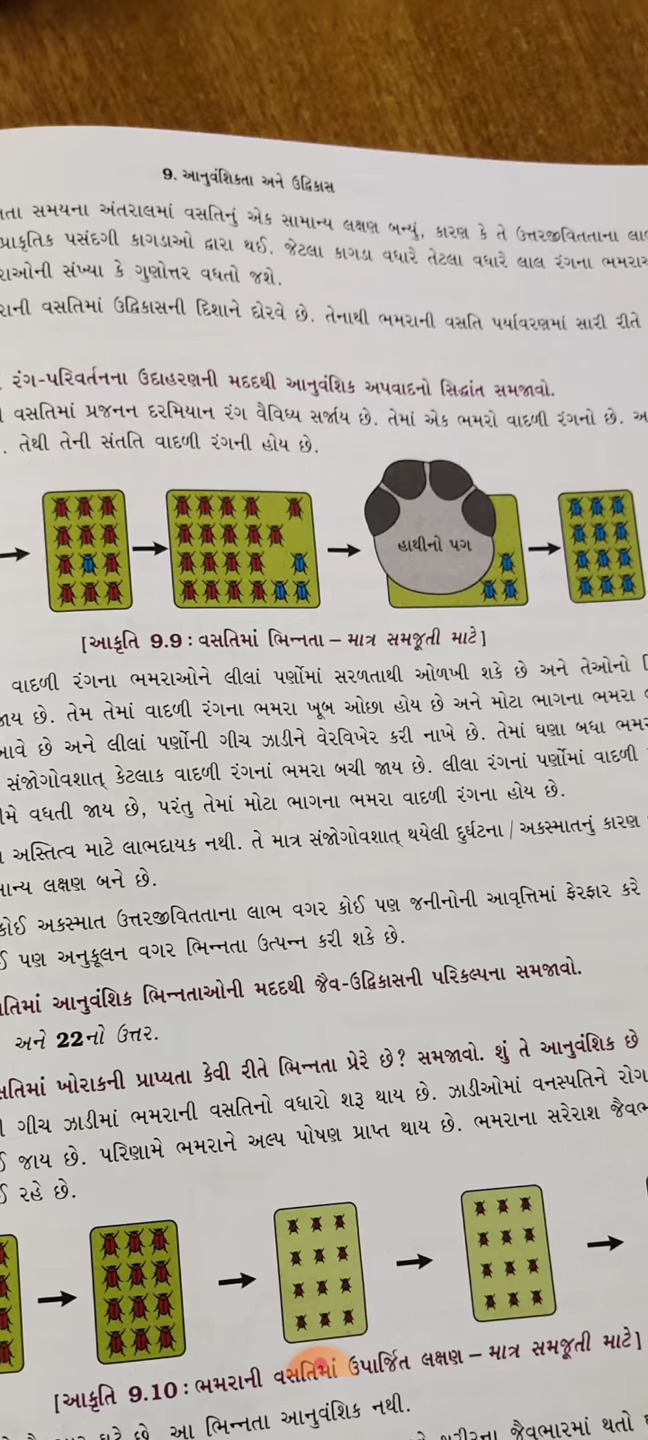 9. આનુવંશિકતા અને ઉદ્વિકાસ
સમયના અંતરાલમાં વસતિનું એક સામાન્ય લક્ષણ બન્યું, કારણ કે તે ઉત્તરજીવિતતાના
પ્રાકૃતિક પસંદગી કાગડાઓ દ્વારા થઈ. જેટલા કાગડા વધારે તેટલા વધારે લાલ રંગના
સંખ્યા કે ગુણોત્તર વધતો જશે.
વસતિમાં ઉદ્વિકાસની દિશાને દોરવે છે. તેનાથી ભમરાની વસતિ પર્યાવરણમાં સારી રીતે
રંગ-પરિવર્તનના ઉદાહરણની મદદથી આનુવંશિક અપવાદનો સિદ્ધાંત સમજાવો.
વસતિમાં પ્રજનન દરમિયાન રંગ વૈવિધ્ય સર્જાય છે. તેમાં એક ભમરો વાદળી રંગનો છે.
. તેથી તેની સંતતિ વાદળી રંગની હોય છે.
હાથીનો પગ
[આકૃતિ 9.9 : વસતિમાં ભિન્નતા – માત્ર સમજૂતી માટે]
વાદળી રંગના ભમરાઓને લીલાં પર્ણોમાં સરળતાથી ઓળખી શકે છે અને તેઓનો
જાય છે. તેમ તેમાં વાદળી રંગના ભમરા ખૂબ ઓછા હોય છે અને મોટા ભાગના ભમરા
આવે છે અને લીલાં પર્ણોની ગીચ ઝાડીને વેરવિખેર કરી નાખે છે. તેમાં ઘણા બધા
સંજોગોવશાત્ કેટલાક વાદળી રંગનાં ભમરા બચી જાય છે. લીલા રંગનાં પર્ણોમાં વાદળી
વધતી જાય છે, પરંતુ તેમાં મોટા ભાગના ભમરા વાદળી રંગના હોય છે.
અસ્તિત્વ માટે લાભદાયક નથી. તે માત્ર સંજોગોવશાત્ થયેલી દુર્ઘટના / અકસ્માતનું કારણ
લક્ષણ બને છે.
કોઈ અકસ્માત ઉત્તરજીવિતતાના લાભ વગર કોઈ પણ જનીનોની આવૃત્તિમાં ફેરફાર કરે
પણ અનુકૂલન વગર ભિન્નતા ઉત્પન્ન કરી શકે છે.
આનુવંશિક ભિન્નતાઓની મદદથી જૈવ-ઉદ્વિકાસની પરિકલ્પના સમજાવો.
અને 22નો ઉત્તર.
ખોરાકની પ્રાપ્યતા કેવી રીતે ભિન્નતા પ્રેરે છે? સમજાવો. શું તે આનુવંશિક છે
ગીચ ઝાડીમાં ભમરાની વસતિનો વધારો શરૂ થાય છે. ઝાડીઓમાં વનસ્પતિને રોગ
જાય છે. પરિણામે ભમરાને અલ્પ પોષણ પ્રાપ્ત થાય છે. ભમરાના સરેરાશ
રહે છે.
[આકૃતિ 9.10 : ભમરાની વસતિમાં ઉપાર્જિત લક્ષણ – માત્ર સમજૂતી માટે]
છે. આ ભિન્નતા આનુવંશિક નથી.
જૈવભારમાં થતો